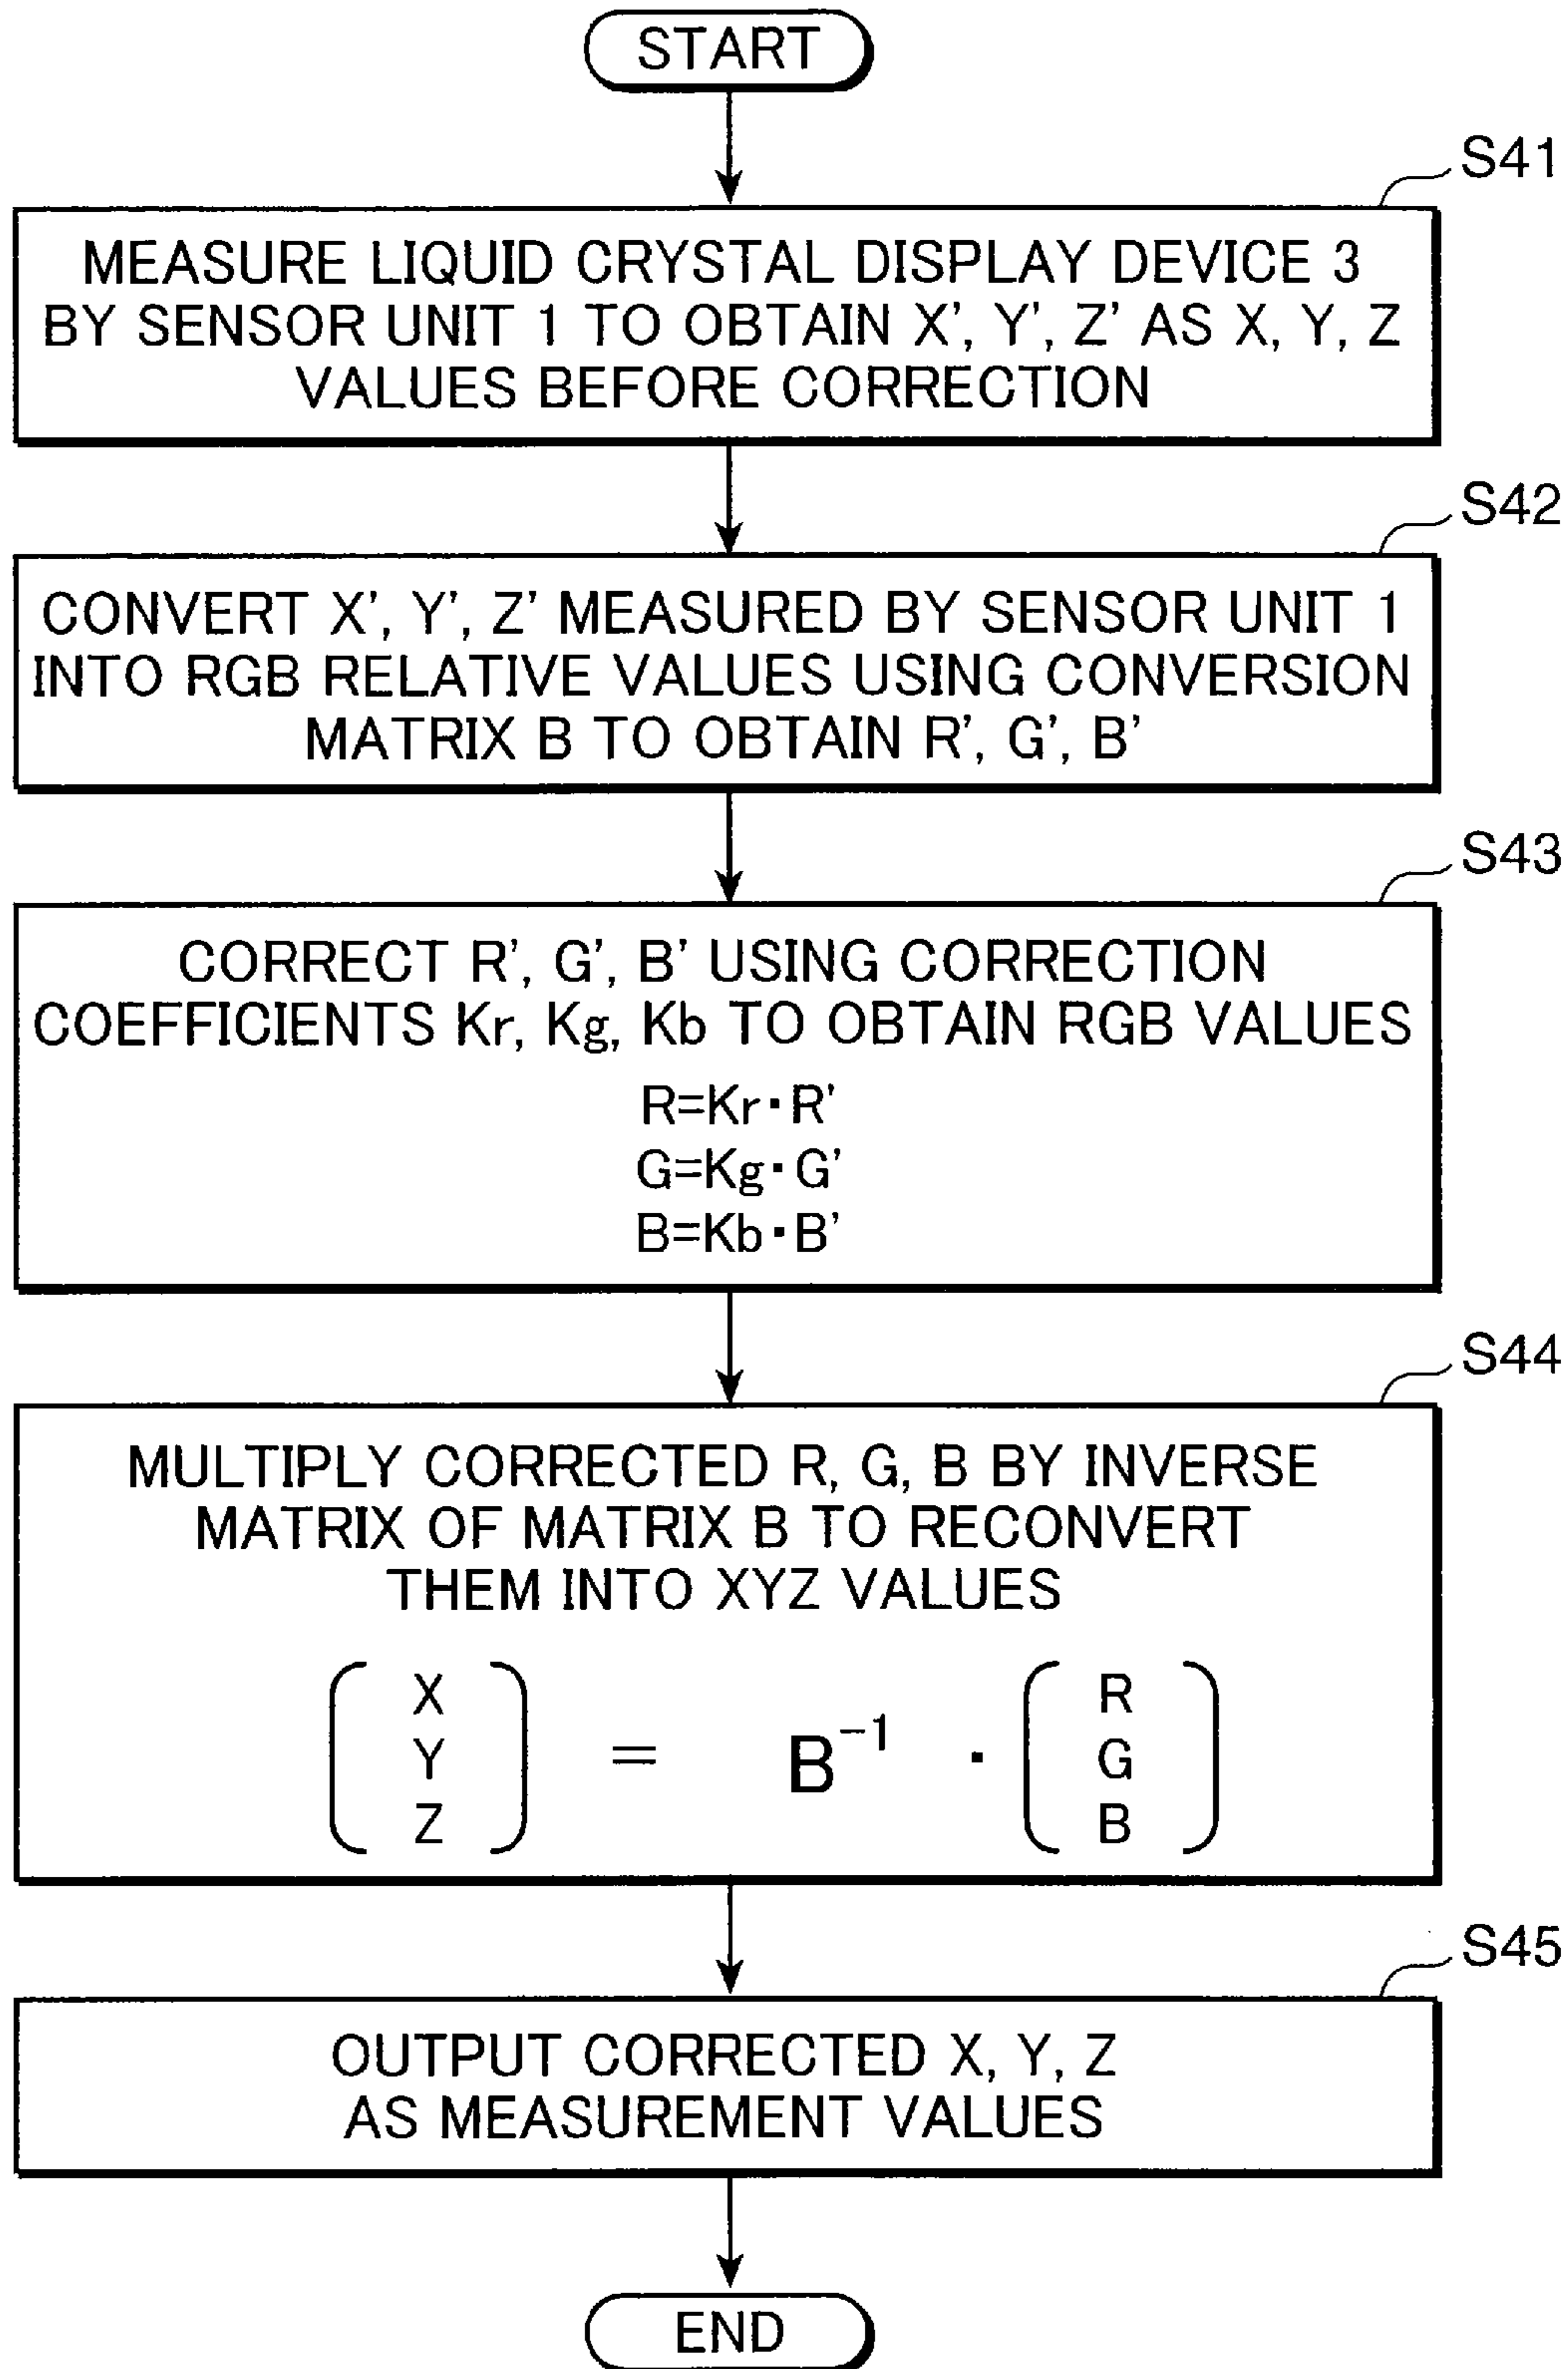 START
S41
MEASURE LIQUID CRYSTAL DISPLAY DEVICE 3
BY SENSOR UNIT 1 TO OBTAIN X', Y', Z' AS X, Y, Z
VALUES BEFORE CORRECTION
S42
CONVERT X', Y', Z' MEASURED BY SENSOR UNIT 1
INTO RGB RELATIVE VALUES USING CONVERSION
MATRIX B TO OBTAIN R', G', B'
S43
CORRECT R', G', B' USING CORRECTION
COEFFICIENTS Kr, Kg, Kb TO OBTAIN RGB VALUES
R=Kr·R'
G=Kg·G'
B=Kb·B'
S44
MULTIPLY CORRECTED R, G, B BY INVERSE
MATRIX OF MATRIX B TO RECONVERT
THEM INTO XYZ VALUES
X R
Y = B⁻¹ · G
Z B
S45
OUTPUT CORRECTED X, Y, Z
AS MEASUREMENT VALUES
END